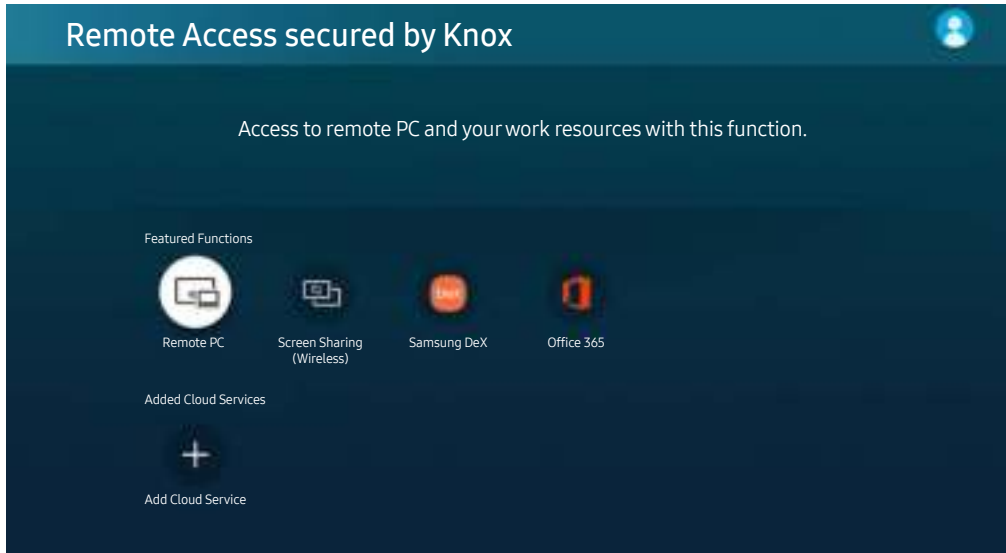 Remote Access secured by Knox
Access to remote PC and your work resources with this function.
Featured Functions
Remote PC
Screen Sharing
(Wireless)
Samsung DeX
Office 365
Added Cloud Services
Add Cloud Service